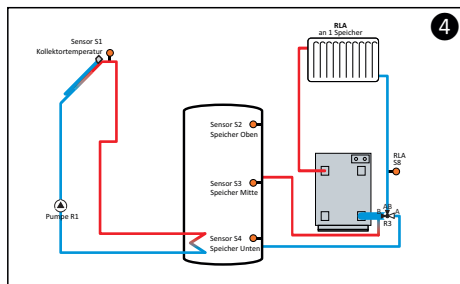 4
Sensor S1
Kollektortemperatur
RLA
an 1 Speicher
Sensor S2
Speicher Oben
Sensor S3
Speicher Mitte
Sensor S4
Speicher Unten
Pumpe R1
RLA
S8
AB
B
A
R3